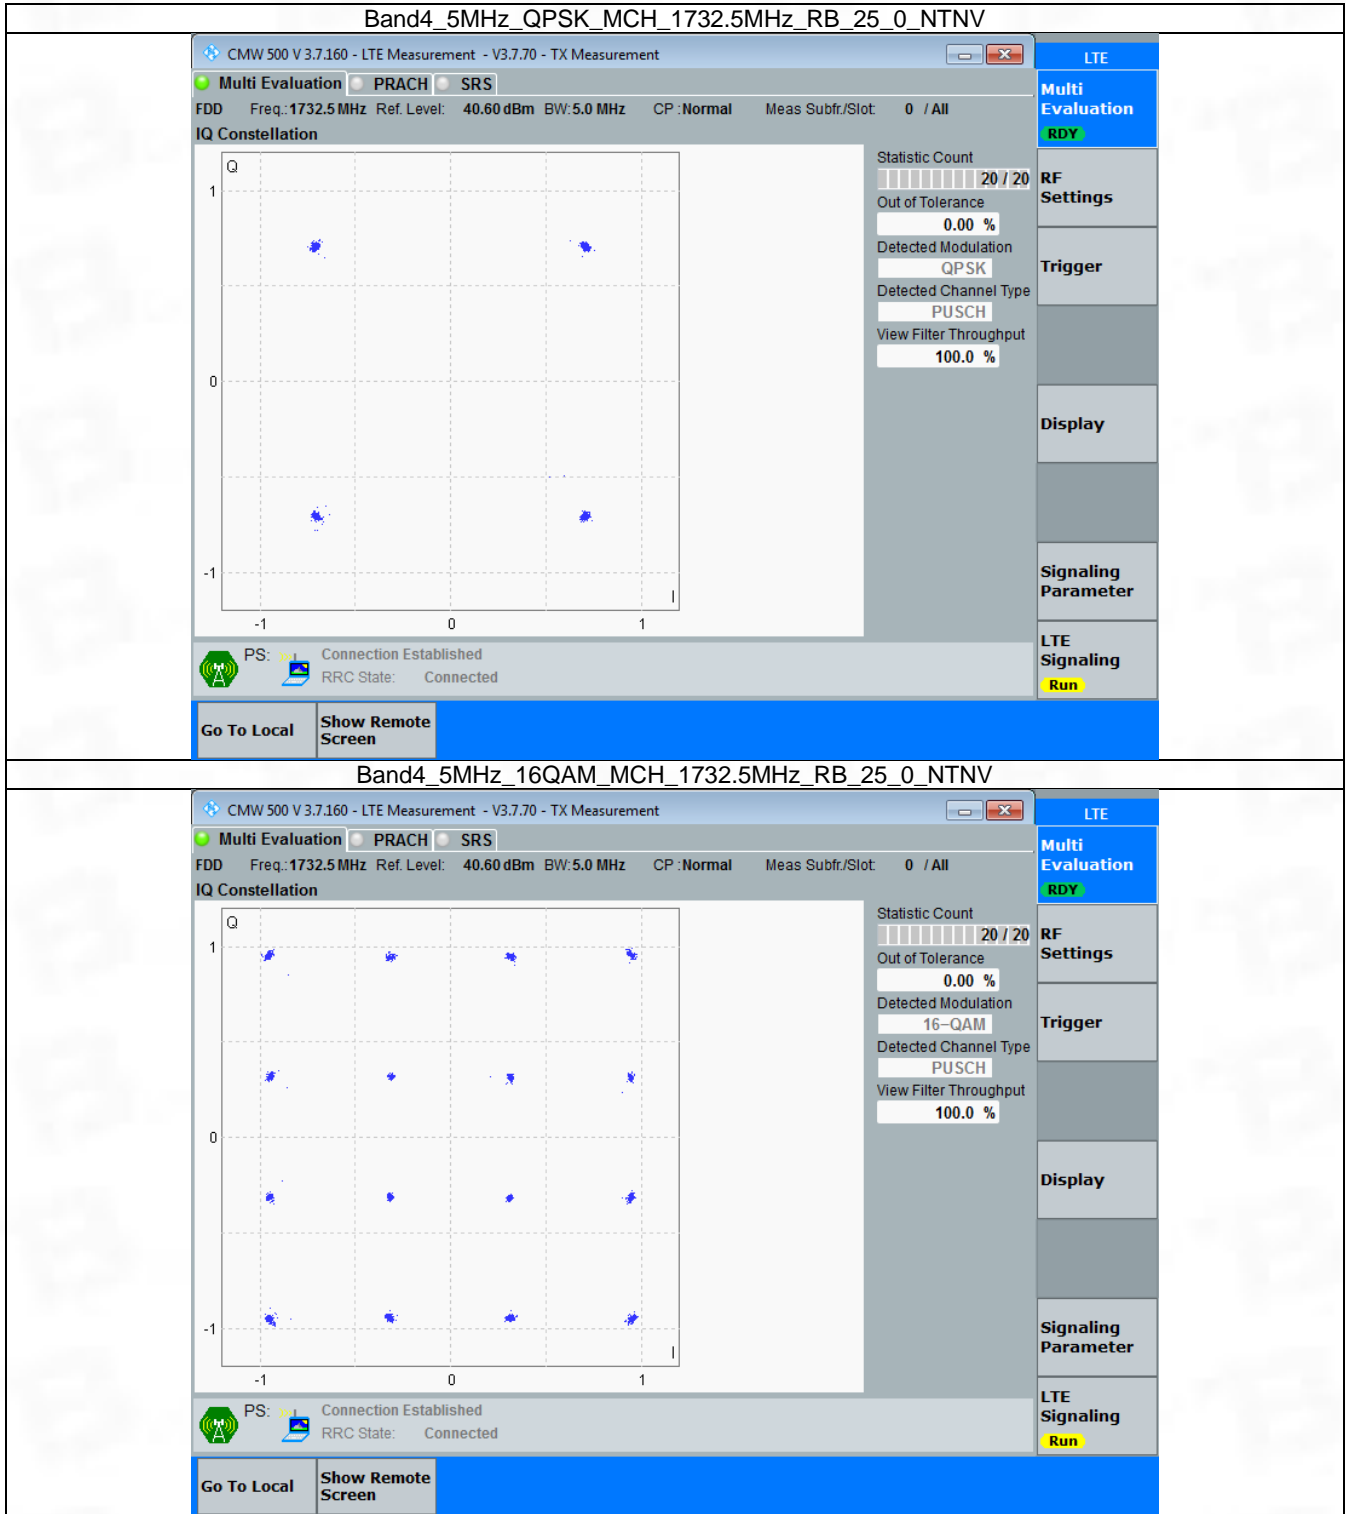 Band4_5MHz_QPSK_MCH_1732.5MHz_RB_25_0_NTNV
CMW 500 V 3.7.160 - LTE Measurement - V3.7.70 - TX Measurement
LTE
Multi Evaluation PRACH SRS
Multi
Evaluation
RDY
FDD Freq.: 1732.5 MHz Ref. Level: 40.60 dBm BW: 5.0 MHz CP : Normal Meas Subfr./Slot: 0 / All
IQ Constellation
Q
1
0
-1
-1 0 1
I
Statistic Count
20 / 20
Out of Tolerance
0.00 %
Detected Modulation
QPSK
Detected Channel Type
PUSCH
View Filter Throughput
100.0 %
RF
Settings
Trigger
Display
Signaling
Parameter
LTE
Signaling
Run
PS: Connection Established
RRC State: Connected
Go To Local
Show Remote
Screen
Band4_5MHz_16QAM_MCH_1732.5MHz_RB_25_0_NTNV
CMW 500 V 3.7.160 - LTE Measurement - V3.7.70 - TX Measurement
LTE
Multi Evaluation PRACH SRS
Multi
Evaluation
RDY
FDD Freq.: 1732.5 MHz Ref. Level: 40.60 dBm BW: 5.0 MHz CP : Normal Meas Subfr./Slot: 0 / All
IQ Constellation
Q
1
0
-1
-1 0 1
I
Statistic Count
20 / 20
Out of Tolerance
0.00 %
Detected Modulation
16-QAM
Detected Channel Type
PUSCH
View Filter Throughput
100.0 %
RF
Settings
Trigger
Display
Signaling
Parameter
LTE
Signaling
Run
PS: Connection Established
RRC State: Connected
Go To Local
Show Remote
Screen